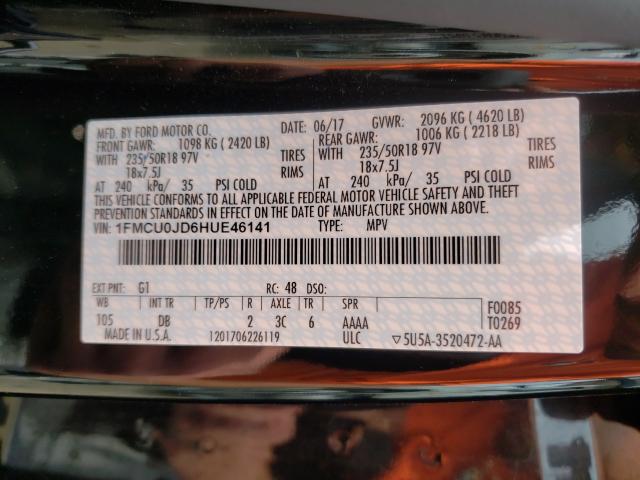 MFD. BY FORD MOTOR CO.
DATE: 06/17 GVWR: 2096 KG ( 4620 LB)
FRONT GAWR: 1098 KG ( 2420 LB) REAR GAWR: 1006 KG ( 2218 LB)
WITH 235/50R18 97V TIRES WITH 235/50R18 97V TIRES
18x7.5J RIMS 18x7.5J RIMS
AT 240 kPa/ 35 PSI COLD AT 240 kPa/ 35 PSI COLD
THIS VEHICLE CONFORMS TO ALL APPLICABLE FEDERAL MOTOR VEHICLE SAFETY AND THEFT
PREVENTION STANDARDS IN EFFECT ON THE DATE OF MANUFACTURE SHOWN ABOVE.
VIN: 1FMCU0JD6HUE46141 TYPE: MPV
EXT PNT: G1 RC: 48 DSO:
WB INT TR TP/PS R AXLE TR SPR F0085
105 DB 2 3C 6 AAAA T0269
MADE IN U.S.A. 1201706226119 ULC ▽5U5A-3520472-AA